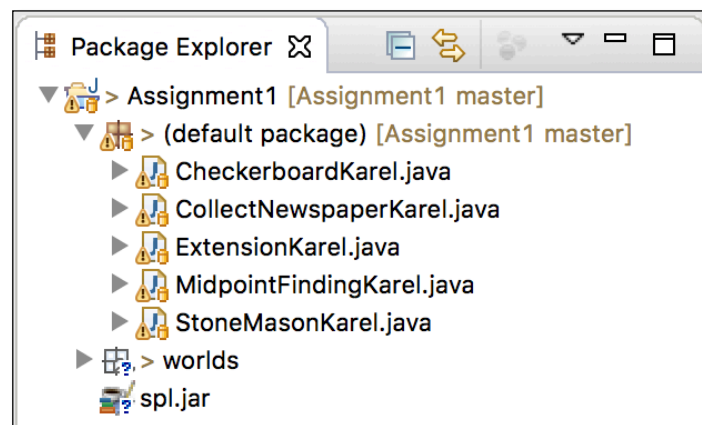 Package Explorer
> Assignment1 [Assignment1 master]
> (default package) [Assignment1 master]
CheckerboardKarel.java
CollectNewspaperKarel.java
ExtensionKarel.java
MidpointFindingKarel.java
StoneMasonKarel.java
> worlds
spl.jar